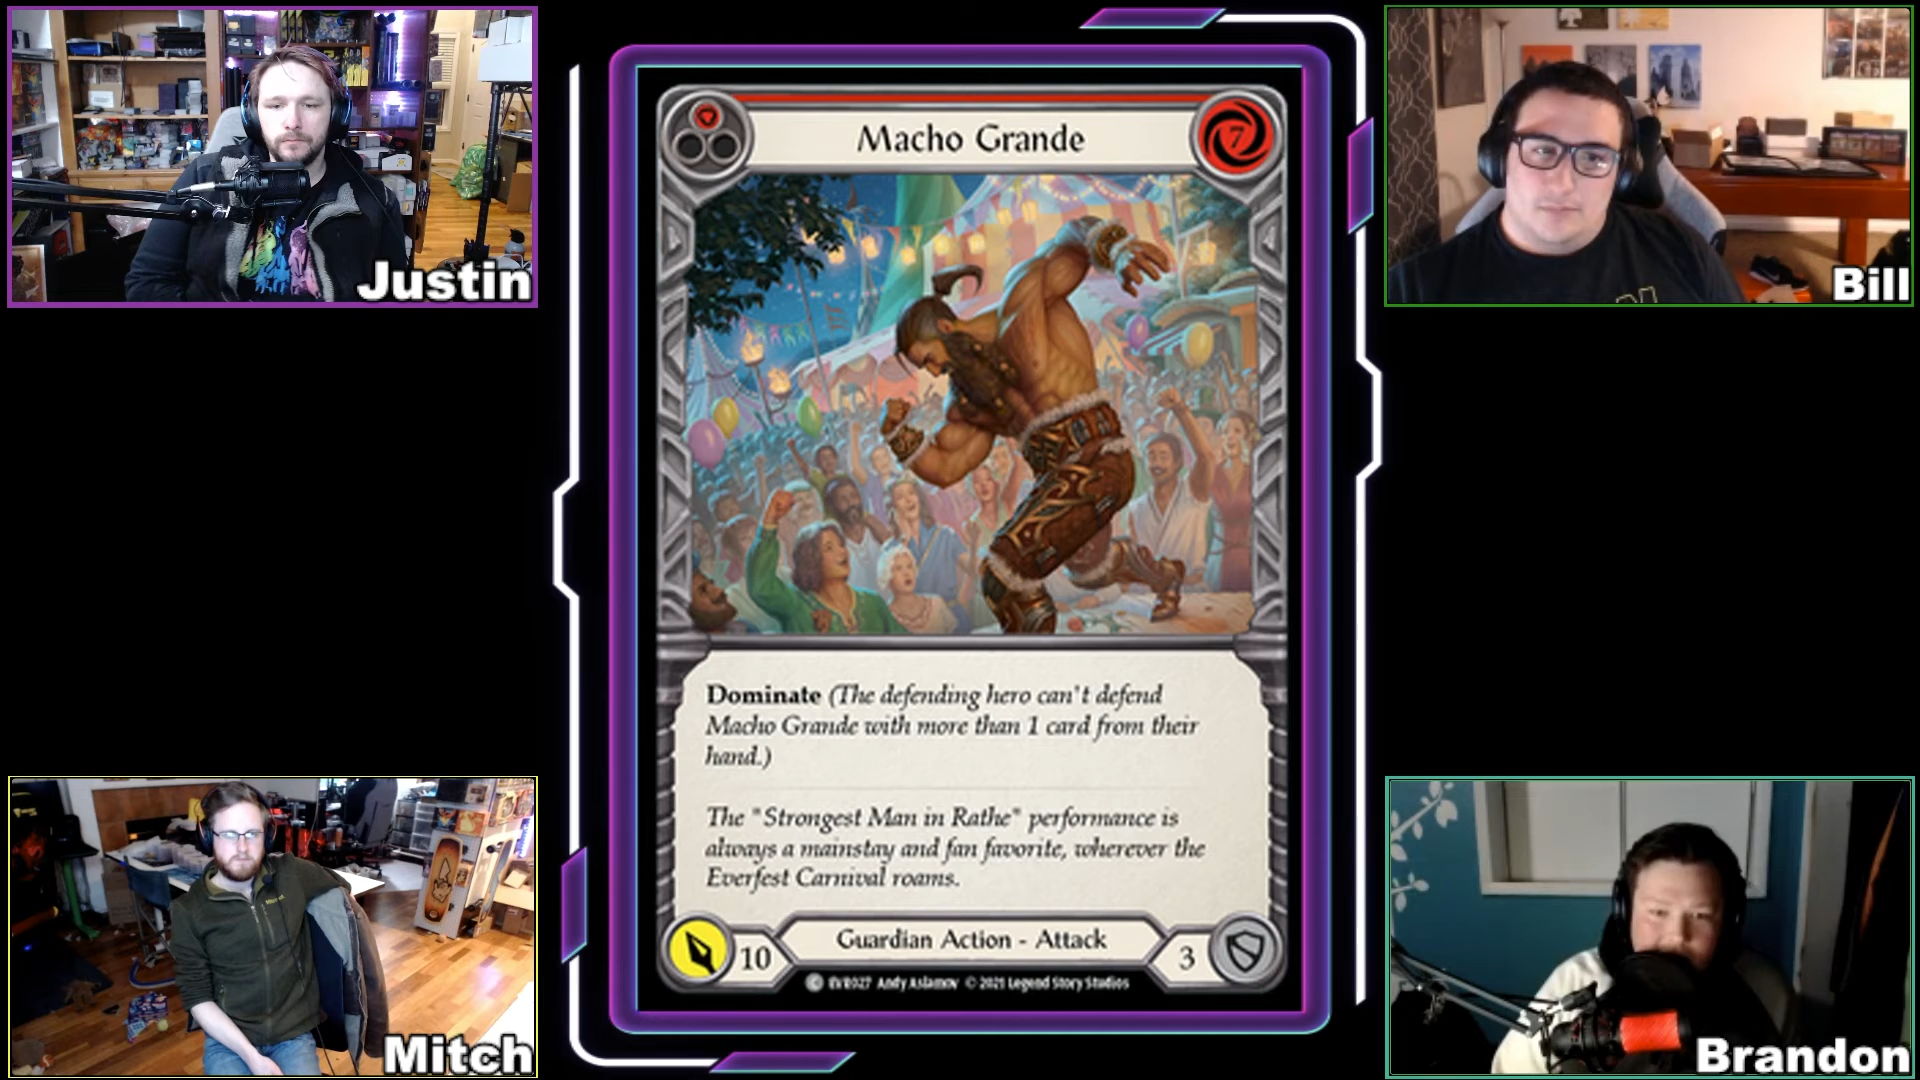 Justin
Bill
Macho Grande
7
Dominate (The defending hero can't defend
Macho Grande with more than 1 card from their
hand.)
The "Strongest Man in Rathe" performance is
always a mainstay and fan favorite, wherever the
Everfest Carnival roams.
10
Guardian Action - Attack
3
C EVR027 Andy Aslamov © 2021 Legend Story Studios
Mitch
Brandon